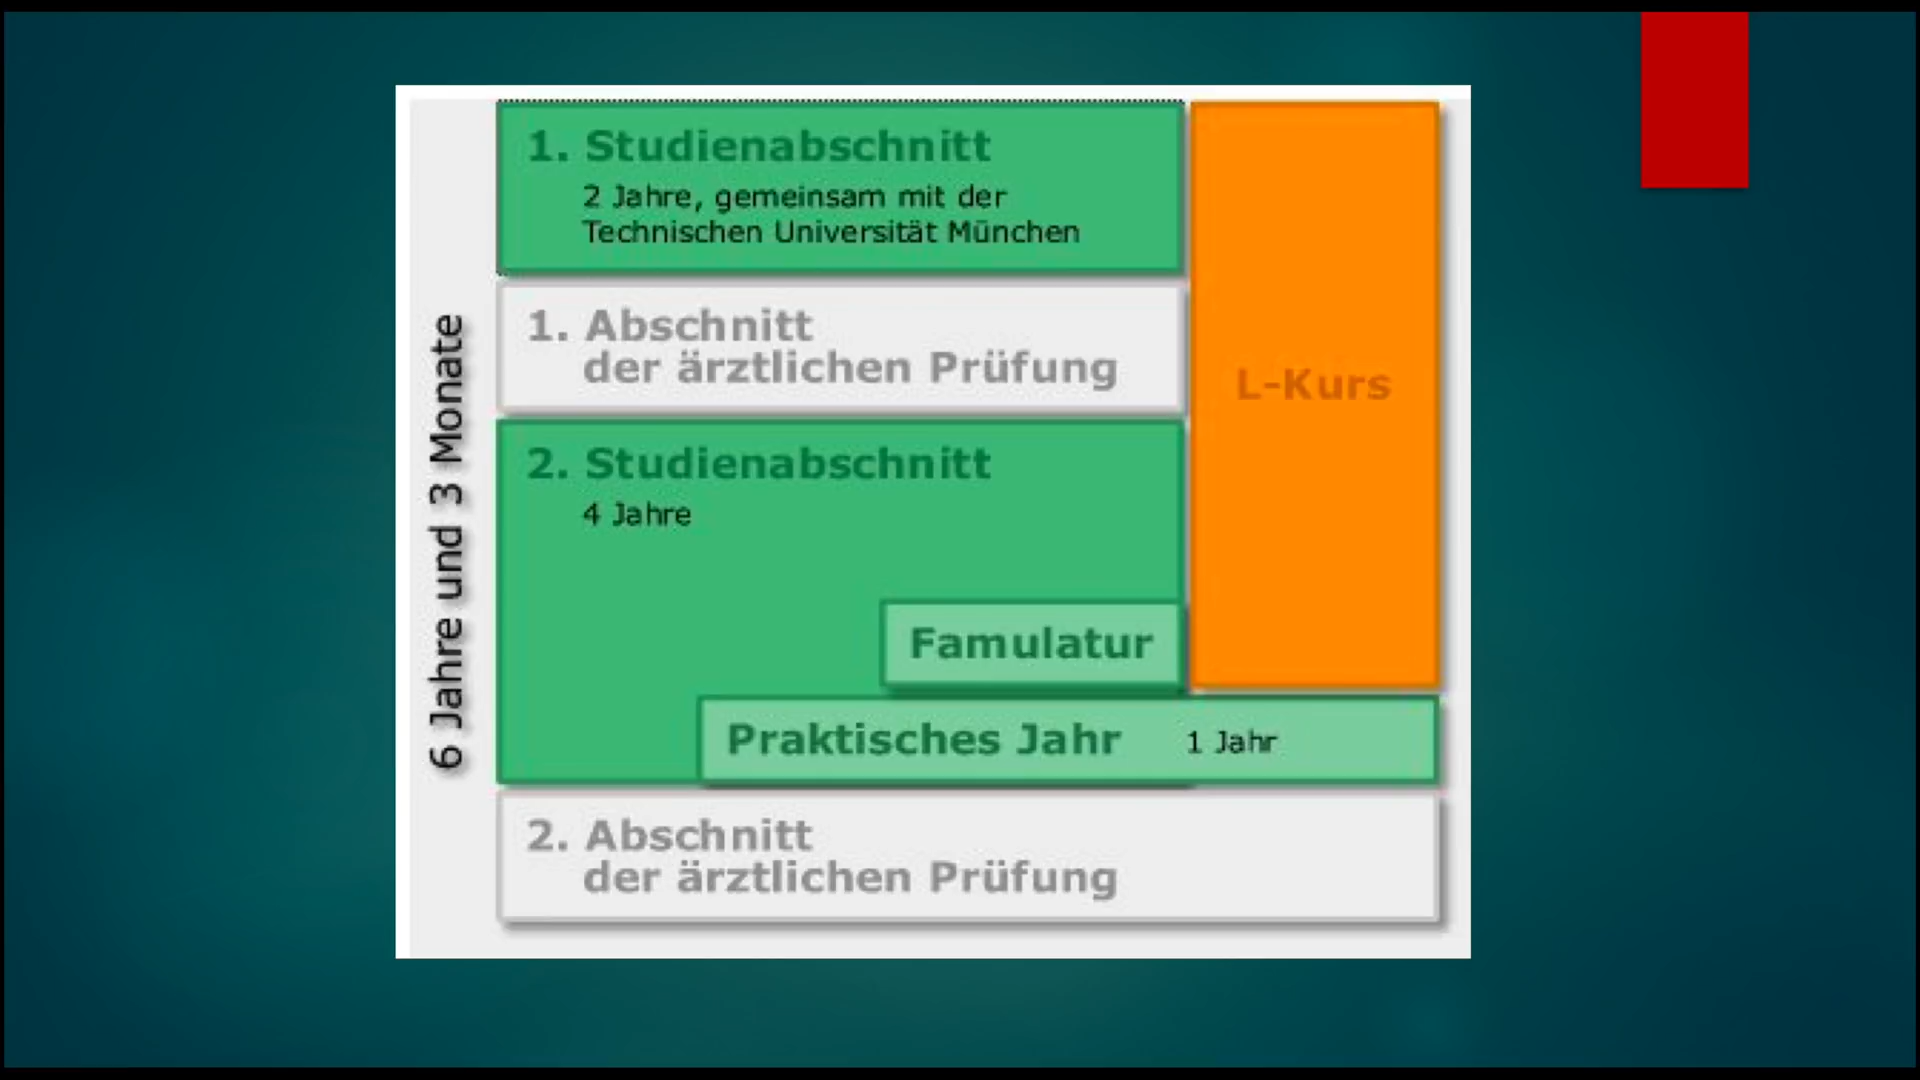 6 Jahre und 3 Monate
1. Studienabschnitt
2 Jahre, gemeinsam mit der
Technischen Universität München
1. Abschnitt
der ärztlichen Prüfung
L-Kurs
2. Studienabschnitt
4 Jahre
Famulatur
Praktisches Jahr 1 Jahr
2. Abschnitt
der ärztlichen Prüfung